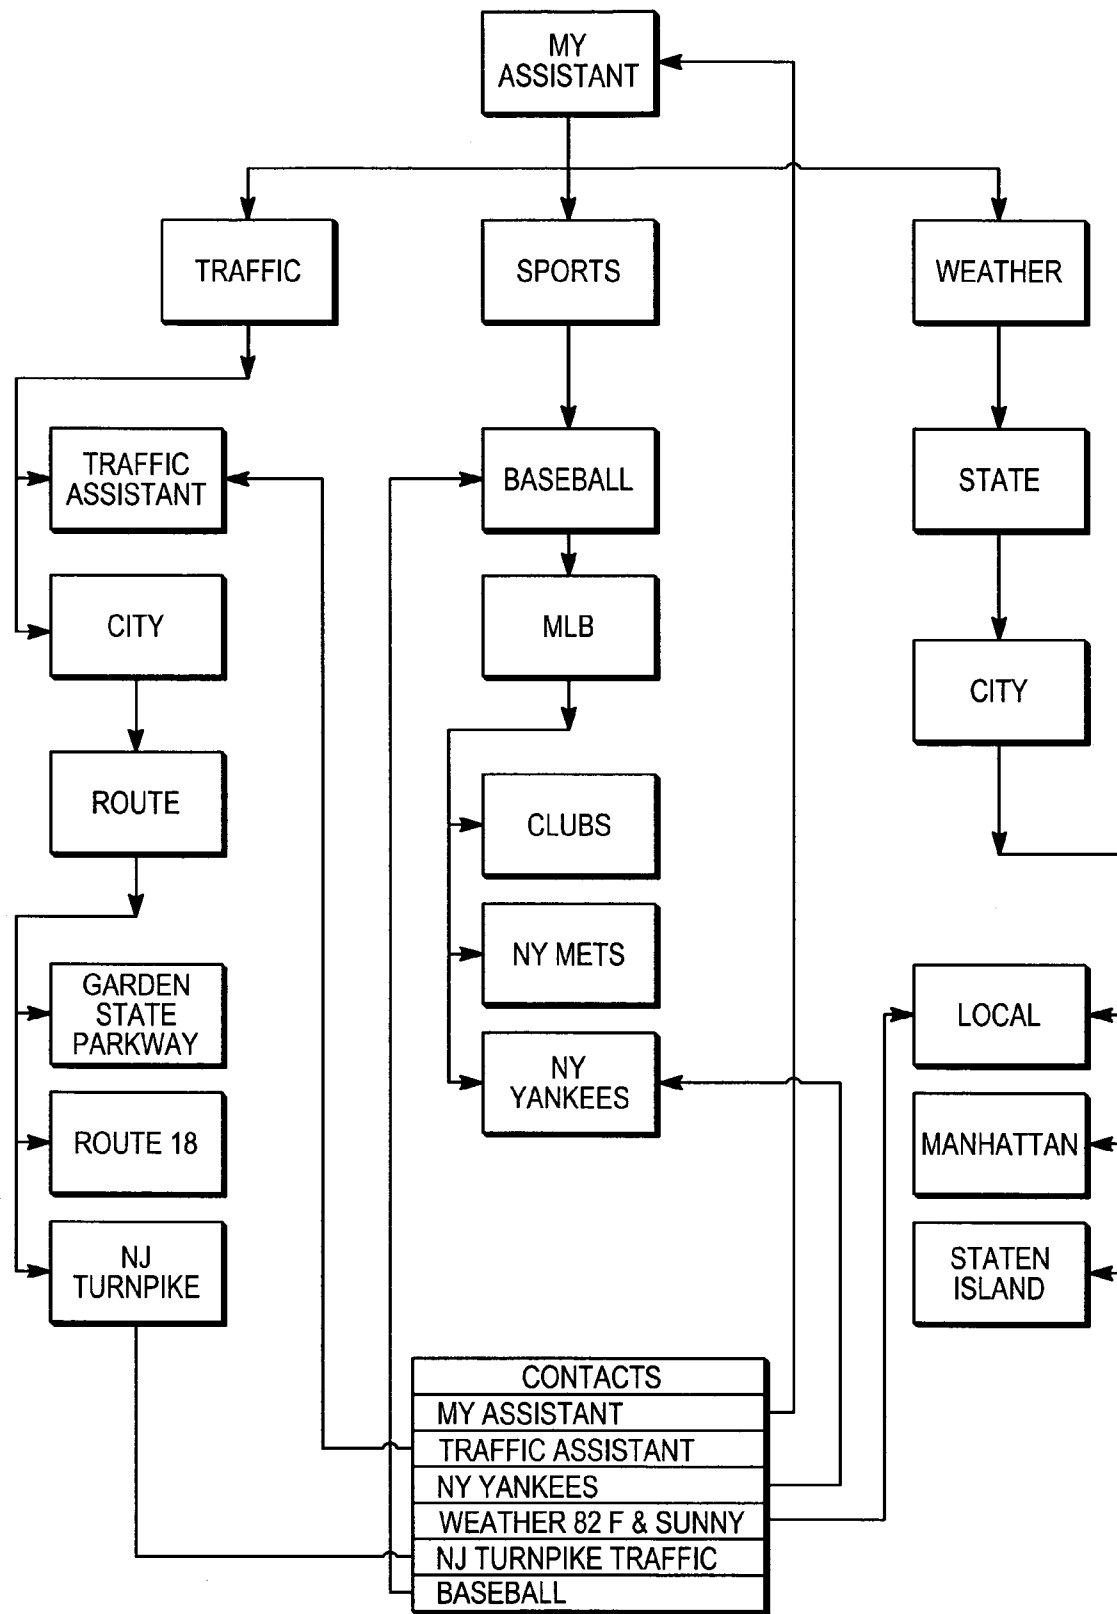 MY
ASSISTANT
TRAFFIC
SPORTS
WEATHER
TRAFFIC
ASSISTANT
BASEBALL
STATE
CITY
MLB
CITY
ROUTE
CLUBS
NY METS
GARDEN
STATE
PARKWAY
LOCAL
NY
YANKEES
ROUTE 18
MANHATTAN
NJ
TURNPIKE
STATEN
ISLAND
CONTACTS
MY ASSISTANT
TRAFFIC ASSISTANT
NY YANKEES
WEATHER 82 F & SUNNY
NJ TURNPIKE TRAFFIC
BASEBALL